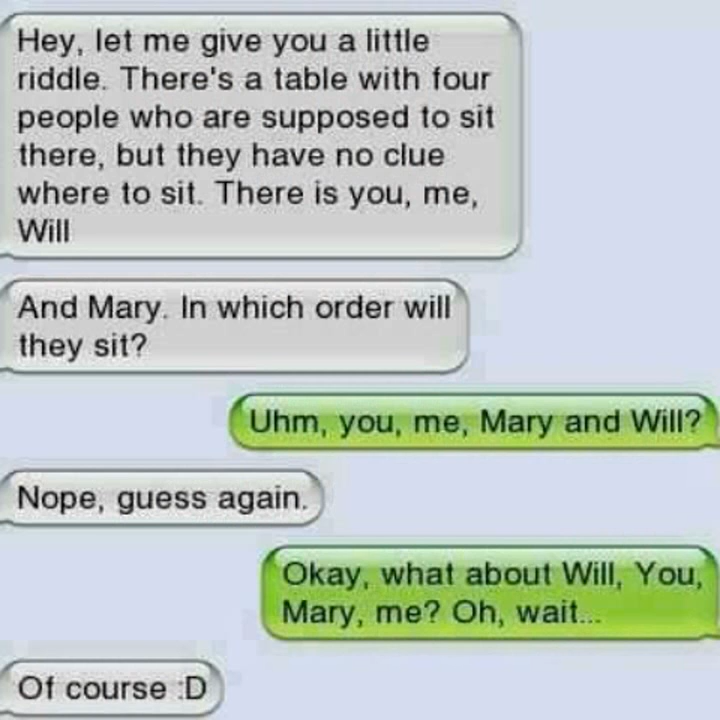 Hey, let me give you a little
riddle. There's a table with four
people who are supposed to sit
there, but they have no clue
where to sit. There is you, me,
Will
And Mary. In which order will
they sit?
Uhm, you, me, Mary and Will?
Nope, guess again.
Okay, what about Will, You,
Mary, me? Oh, wait...
Of course :D